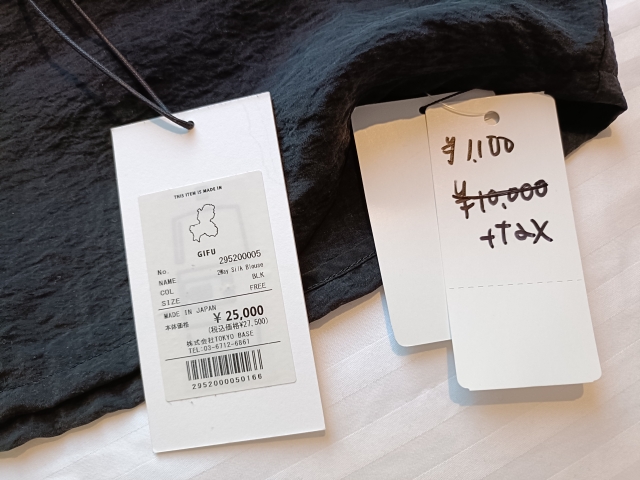 THIS ITEM IS MADE IN
GIFU
No. 295200005
NAME 2Way S//A Blouse
COL BLK
SIZE FREE
MADE IN JAPAN
本体価格 ¥ 25,000
(税込価格¥27,500)
株式会社TOKYO BASE
TEL:03-6712-6861
2952000050166
¥1,100
¥10,000
+tax